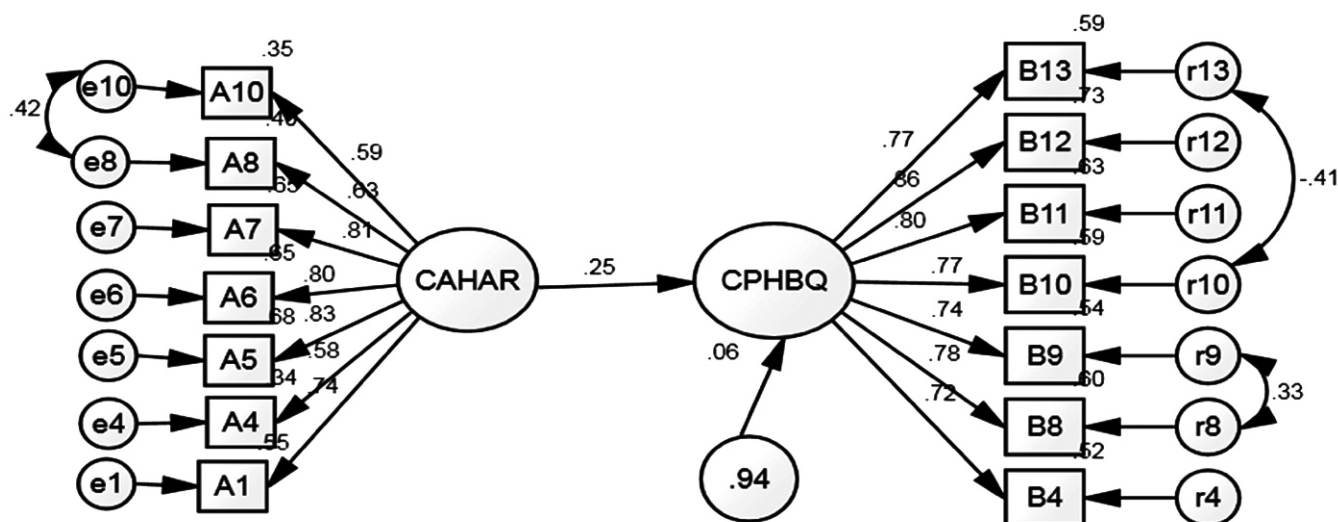 .35
e10
A10
.42
.59
e8
A8
.63
.65
e7
A7
.81
.65
e6
A6
.80
.68
.83
e5
A5
.58
.34
.74
e4
A4
.55
e1
A1
CAHAR
.25
CPHBQ
.06
.94
.59
B13
r13
.73
.77
B12
r12
.86
.63
-.41
.80
B11
r11
.59
.77
B10
r10
.54
.74
B9
r9
.78
.60
.33
.72
B8
r8
.52
B4
r4